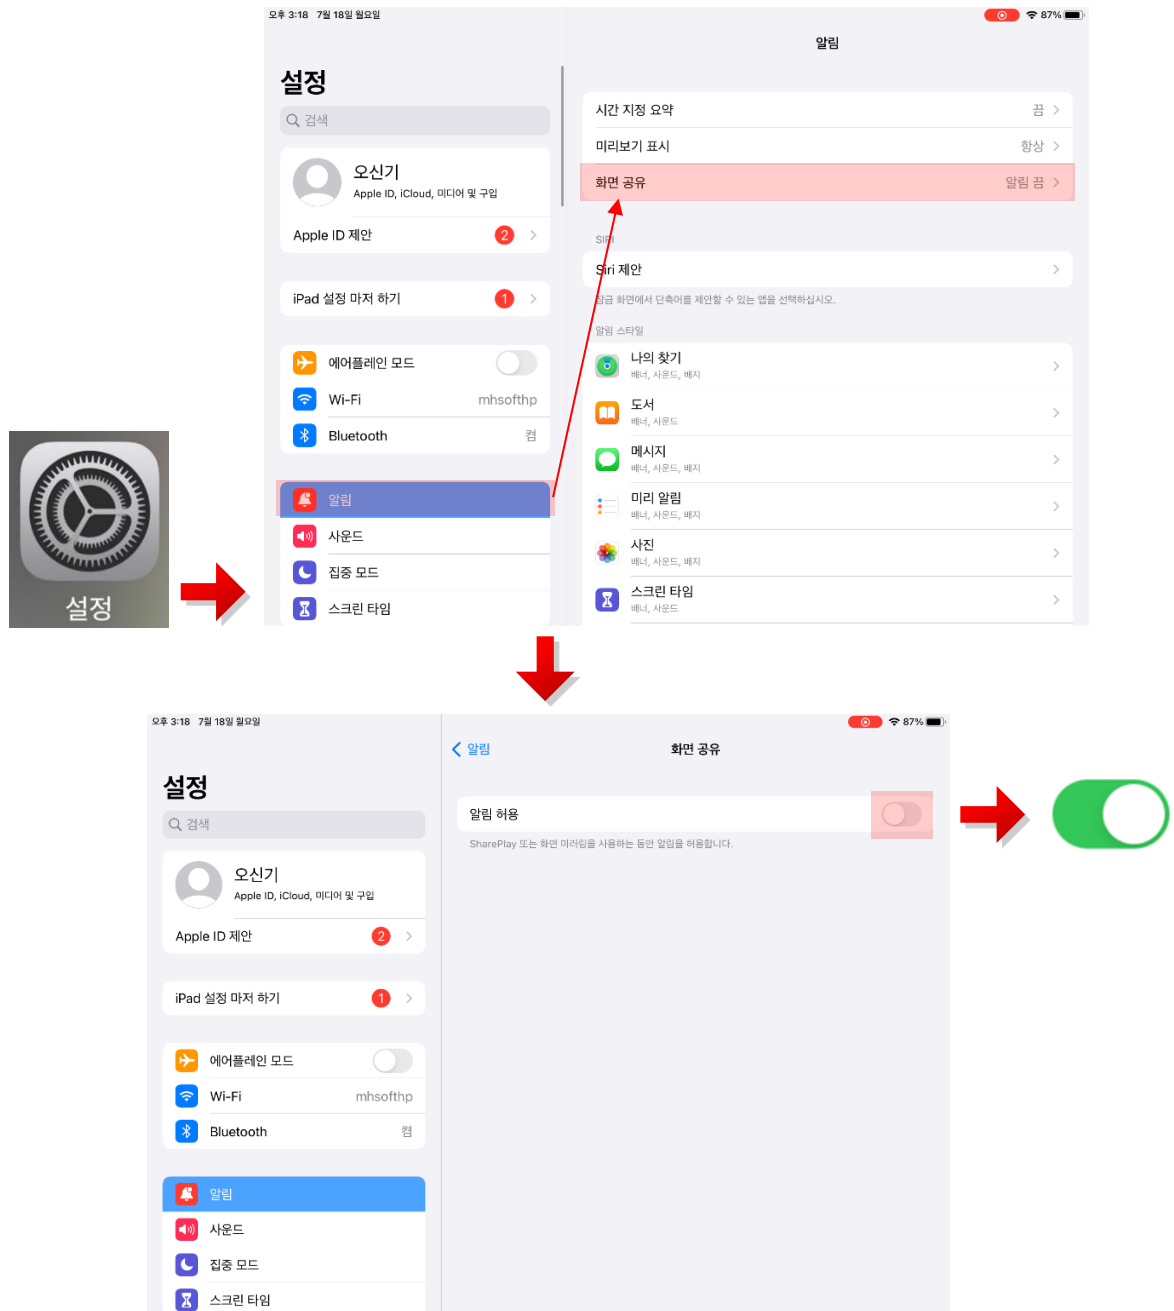 설정
오후 3:18 7월 18일 월요일
87%
설정
검색
오신기
Apple ID, iCloud, 미디어 및 구입
Apple ID 제안
2
iPad 설정 마저 하기
1
에어플레인 모드
Wi-Fi
mhsofthp
Bluetooth
켬
알림
사운드
집중 모드
스크린 타임
알림
시간 지정 요약
끔
미리보기 표시
항상
화면 공유
알림 끔
SIRI
Siri 제안
잠금 화면에서 단축어를 제안할 수 있는 앱을 선택하십시오.
알림 스타일
나의 찾기
배너, 사운드, 배지
도서
배너, 사운드
메시지
배너, 사운드, 배지
미리 알림
배너, 사운드, 배지
사진
배너, 사운드, 배지
스크린 타임
배너, 사운드
오후 3:18 7월 18일 월요일
87%
설정
검색
오신기
Apple ID, iCloud, 미디어 및 구입
Apple ID 제안
2
iPad 설정 마저 하기
1
에어플레인 모드
Wi-Fi
mhsofthp
Bluetooth
켬
알림
사운드
집중 모드
스크린 타임
알림
화면 공유
알림 허용
SharePlay 또는 화면 미러링을 사용하는 동안 알림을 허용합니다.